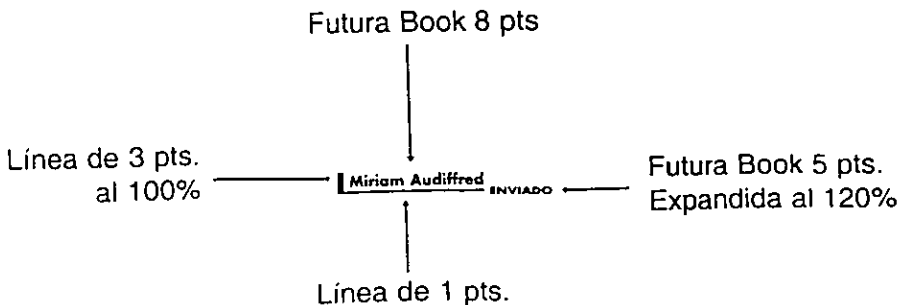 Futura Book 8 pts
Línea de 3 pts.
al 100%
Miriam Audiffred
ENVIADO
Futura Book 5 pts.
Expandida al 120%
Línea de 1 pts.